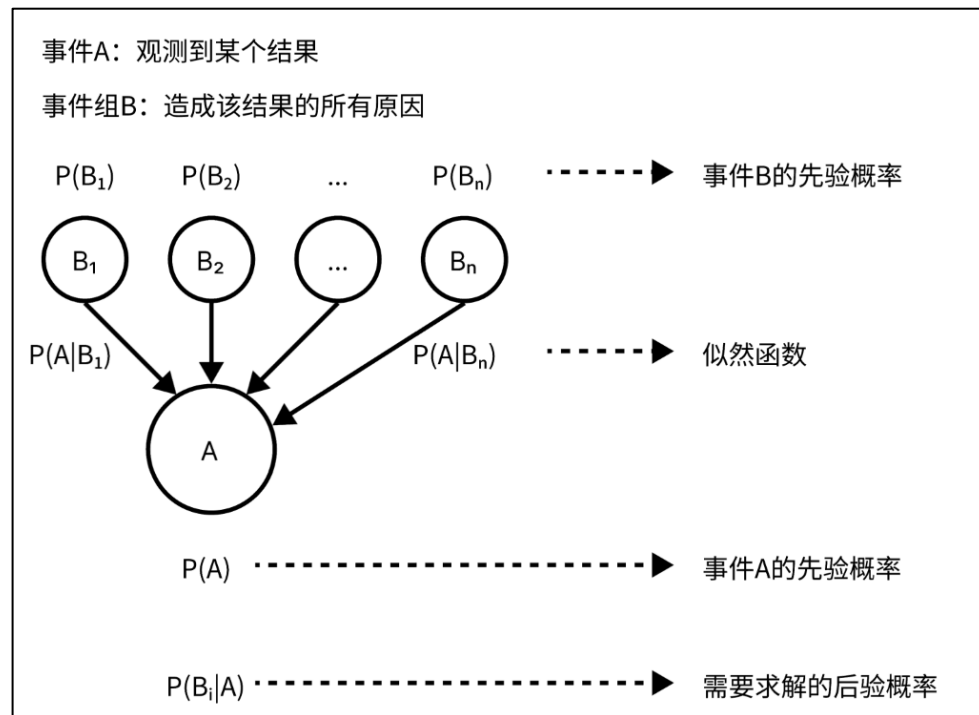 事件A：观测到某个结果
事件组B：造成该结果的所有原因
P(B₁) P(B₂) ... P(Bₙ) 事件B的先验概率
B₁ B₂ ... Bₙ
P(A|B₁) P(A|Bₙ) 似然函数
A
P(A) 事件A的先验概率
P(Bᵢ|A) 需要求解的后验概率